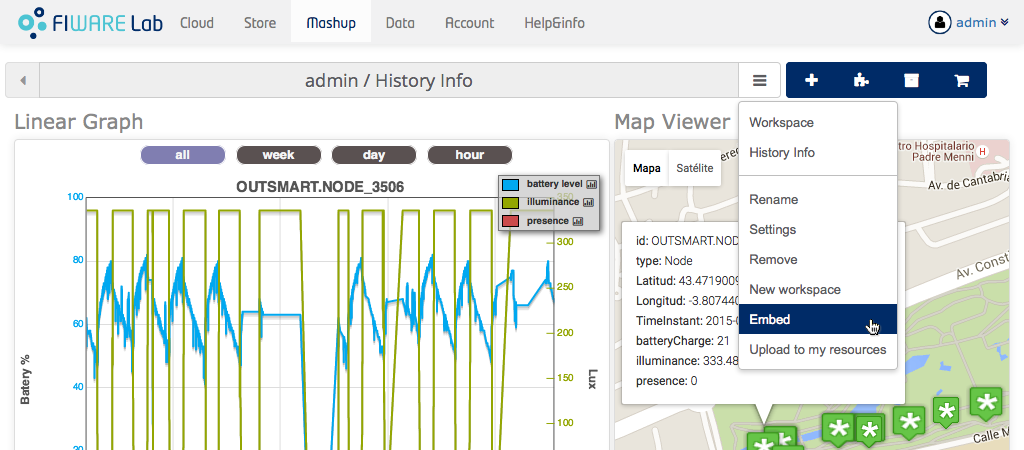 FIWARE Lab
Cloud
Store
Mashup
Data
Account
Help&info
admin
admin / History Info
Linear Graph
all
week
day
hour
OUTSMART.NODE_3506
battery level
illuminance
presence
100
80
60
40
20
Batery %
300
250
200
150
100
Lux
Map Viewer
Mapa
Satélite
Workspace
History Info
Rename
Settings
Remove
New workspace
Embed
Upload to my resources
id: OUTSMART.NOD
type: Node
Latitud: 43.4719009
Longitud: -3.807440
TimeInstant: 2015-0
batteryCharge: 21
illuminance: 333.48
presence: 0
tro Hospitalario
Padre Menni
H
Av. de Cantabria
Av. Consti
Calle M